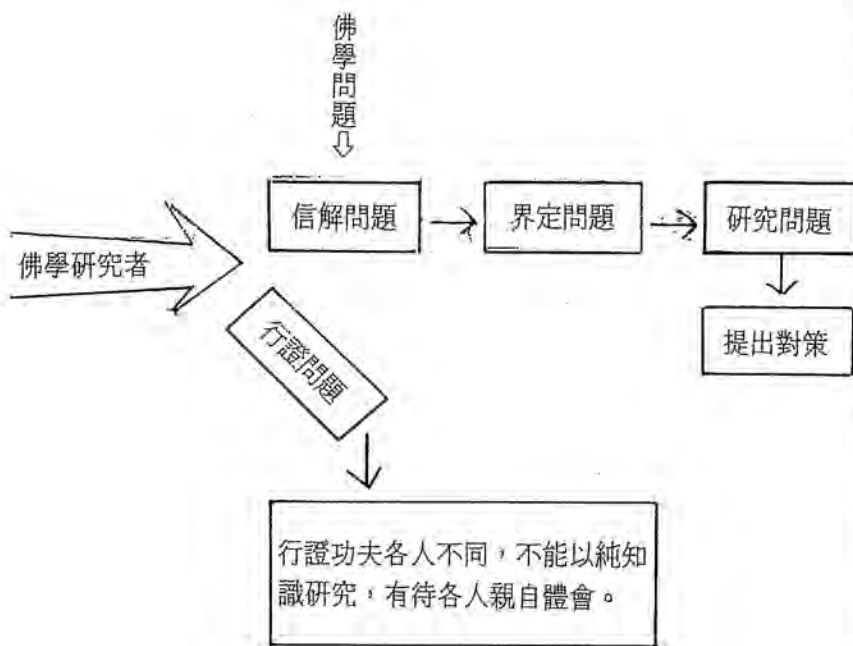 佛學問題⇩
信解問題
界定問題
研究問題
佛學研究者
提出對策
行證問題
行證功夫各人不同，不能以純知
識研究，有待各人親自體會。